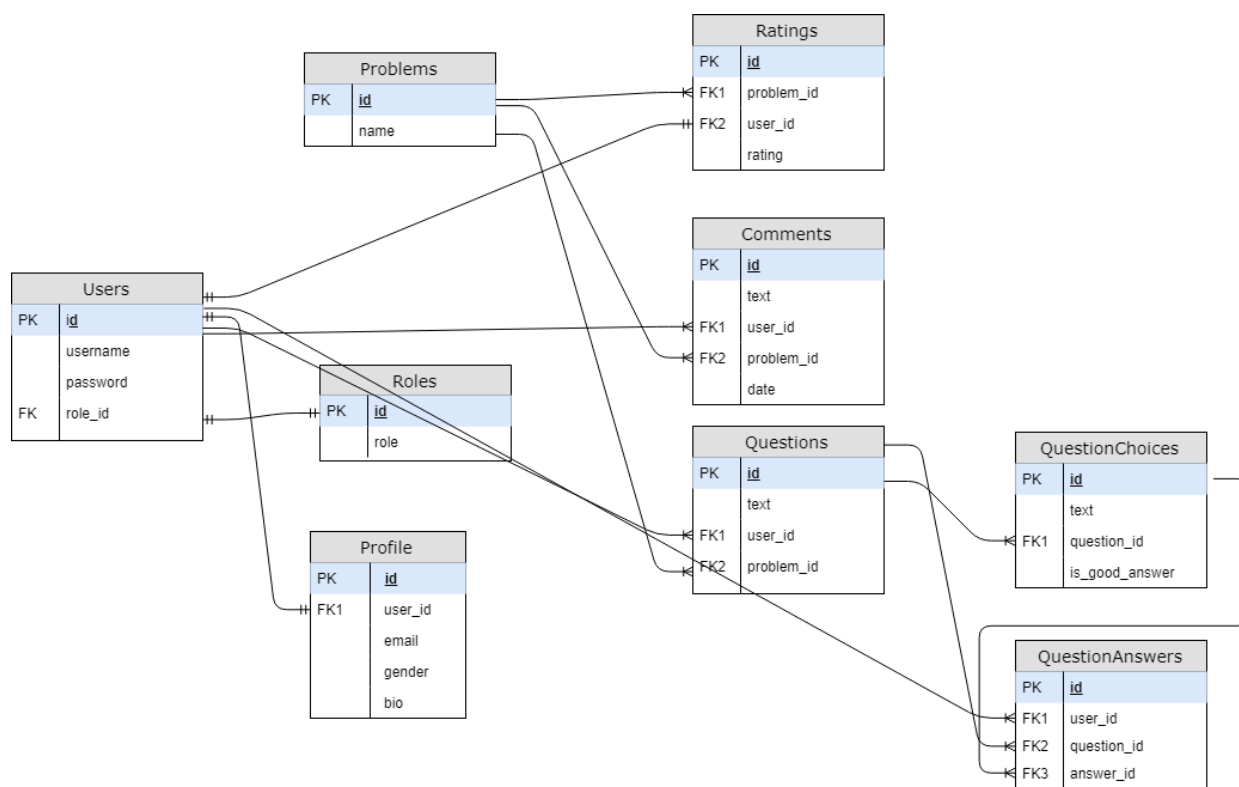 Ratings
PK id
FK1 problem_id
FK2 user_id
rating
Problems
PK id
name
Comments
PK id
text
FK1 user_id
FK2 problem_id
date
Users
PK id
username
password
FK role_id
Roles
PK id
role
Questions
PK id
text
FK1 user_id
FK2 problem_id
QuestionChoices
PK id
text
FK1 question_id
is_good_answer
Profile
PK id
FK1 user_id
email
gender
bio
QuestionAnswers
PK id
FK1 user_id
FK2 question_id
FK3 answer_id